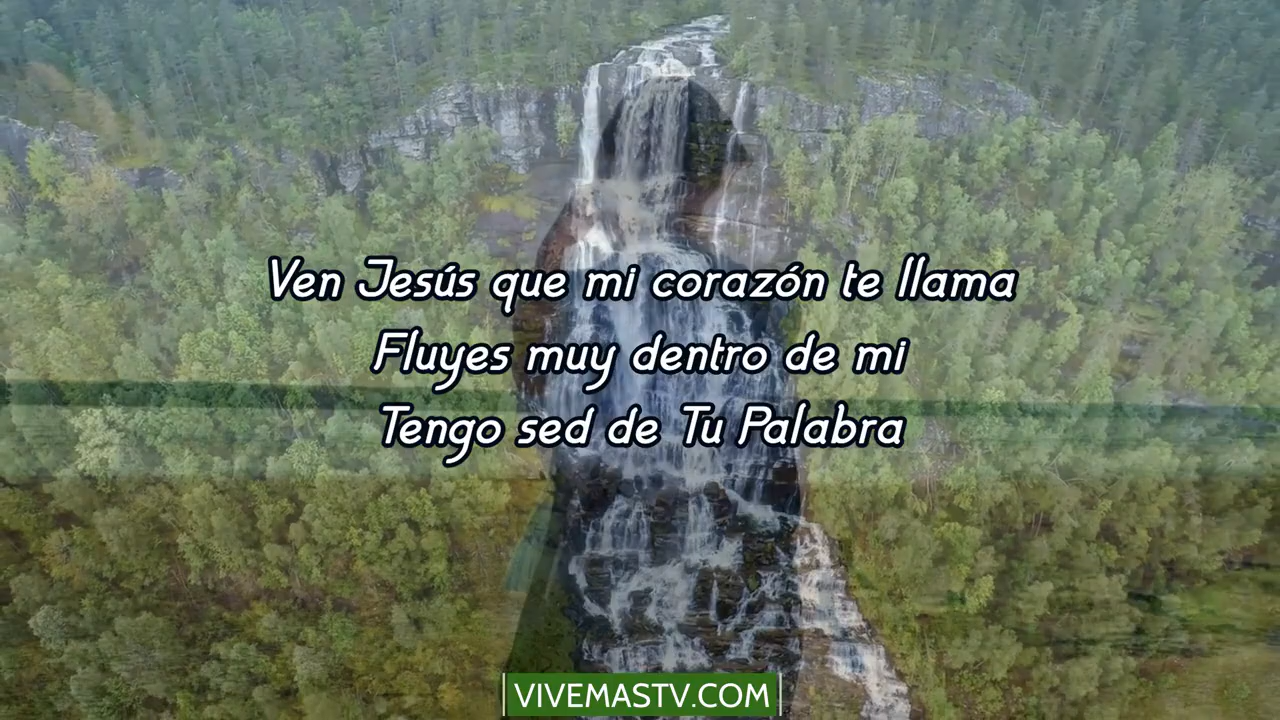 Ven Jesús que mi corazón te llama
Fluyes muy dentro de mi
Tengo sed de Tu Palabra
VIVEMASTV.COM